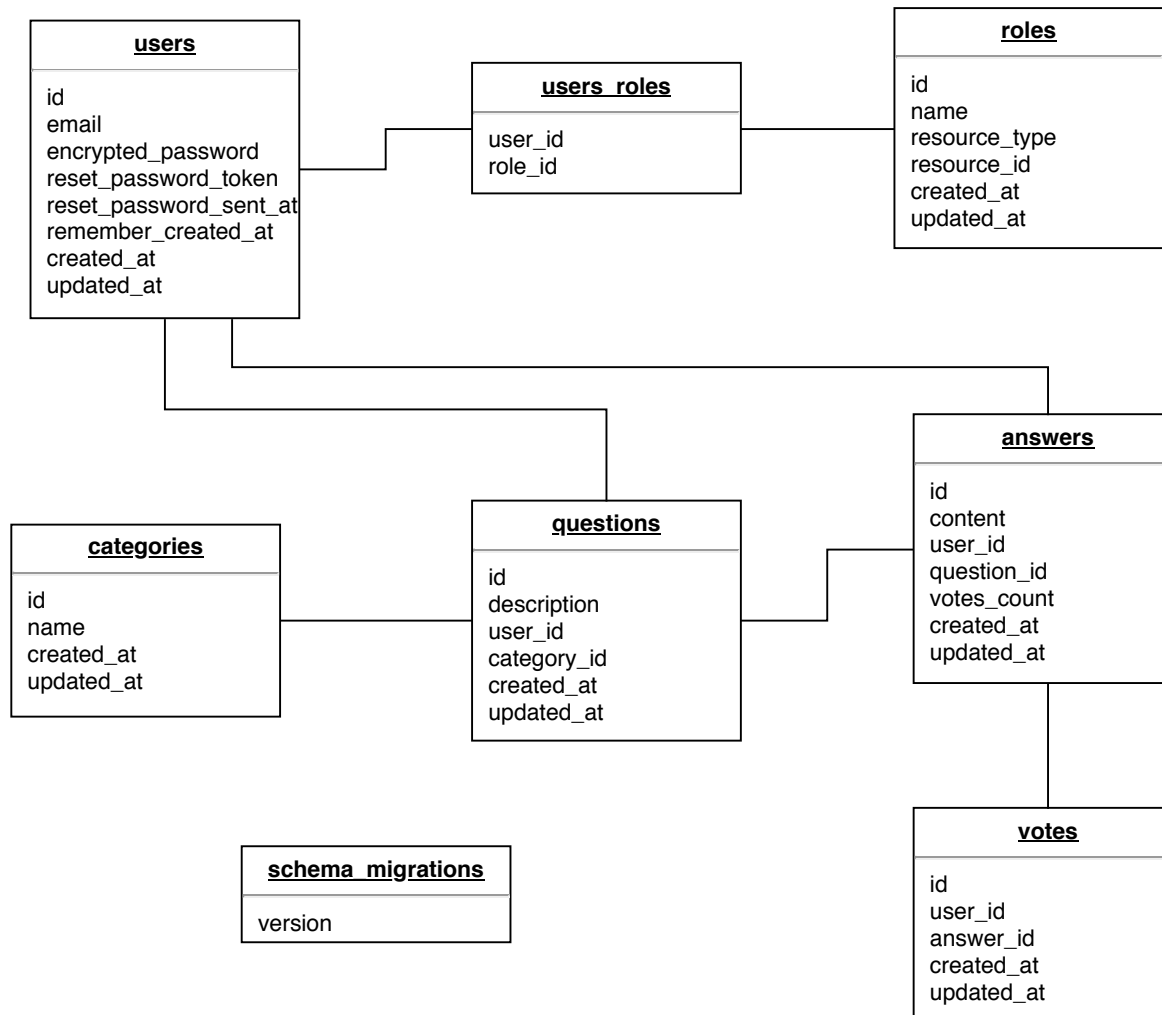 users
id
email
encrypted_password
reset_password_token
reset_password_sent_at
remember_created_at
created_at
updated_at
users_roles
user_id
role_id
roles
id
name
resource_type
resource_id
created_at
updated_at
categories
id
name
created_at
updated_at
questions
id
description
user_id
category_id
created_at
updated_at
answers
id
content
user_id
question_id
votes_count
created_at
updated_at
schema_migrations
version
votes
id
user_id
answer_id
created_at
updated_at